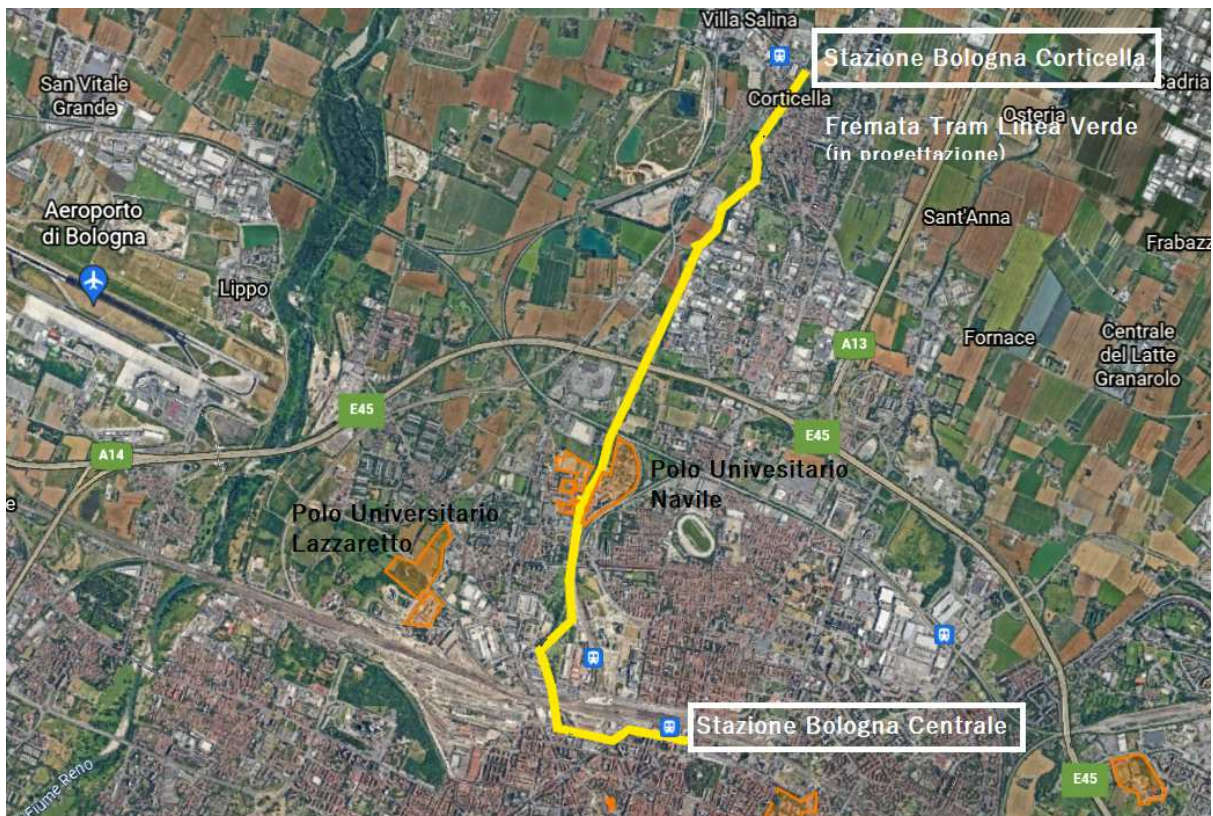 Villa Salina
Stazione Bologna Corticella
San Vitale
Grande
Cadria
Corticella
Osteria
Fremata Tram Linea Verde
(in progettazione)
Aeroporto
di Bologna
Sant'Anna
Frabazz
Lippo
A13
Fornace
Centrale
del Latte
Granarolo
E45
E45
A14
Polo Univesitario
Navile
e
Polo Universitario
Lazzaretto
Stazione Bologna Centrale
E45
Fiume Reno